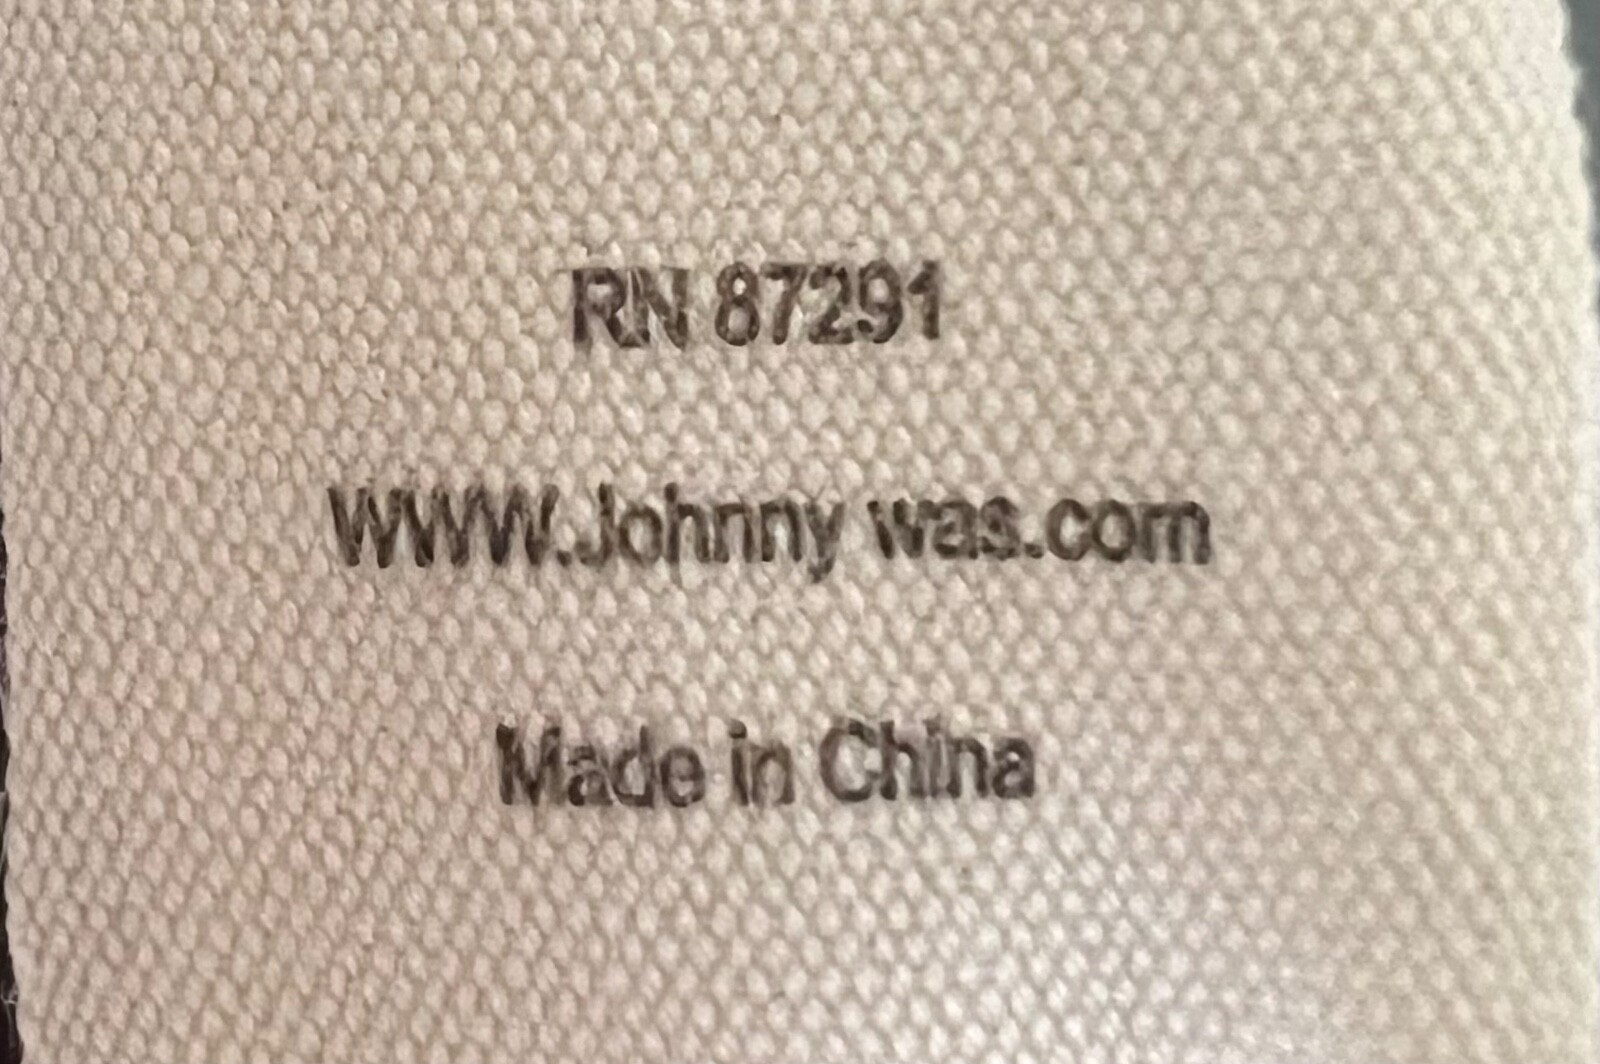 RN 87291
WWW.Johnny was.com
Made in China